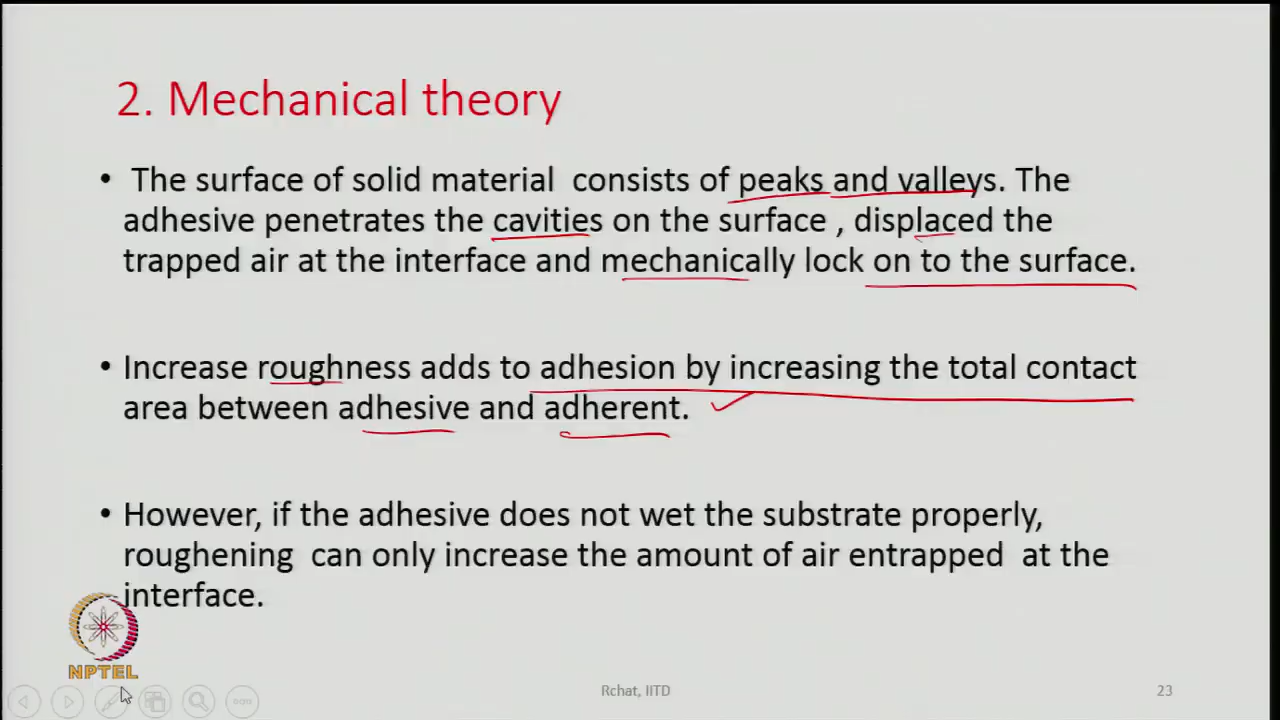 2. Mechanical theory
• The surface of solid material consists of peaks and valleys. The
adhesive penetrates the cavities on the surface , displaced the
trapped air at the interface and mechanically lock on to the surface.
• Increase roughness adds to adhesion by increasing the total contact
area between adhesive and adherent.
• However, if the adhesive does not wet the substrate properly,
roughening can only increase the amount of air entrapped at the
interface.
NPTEL
Rchat, IITD
23